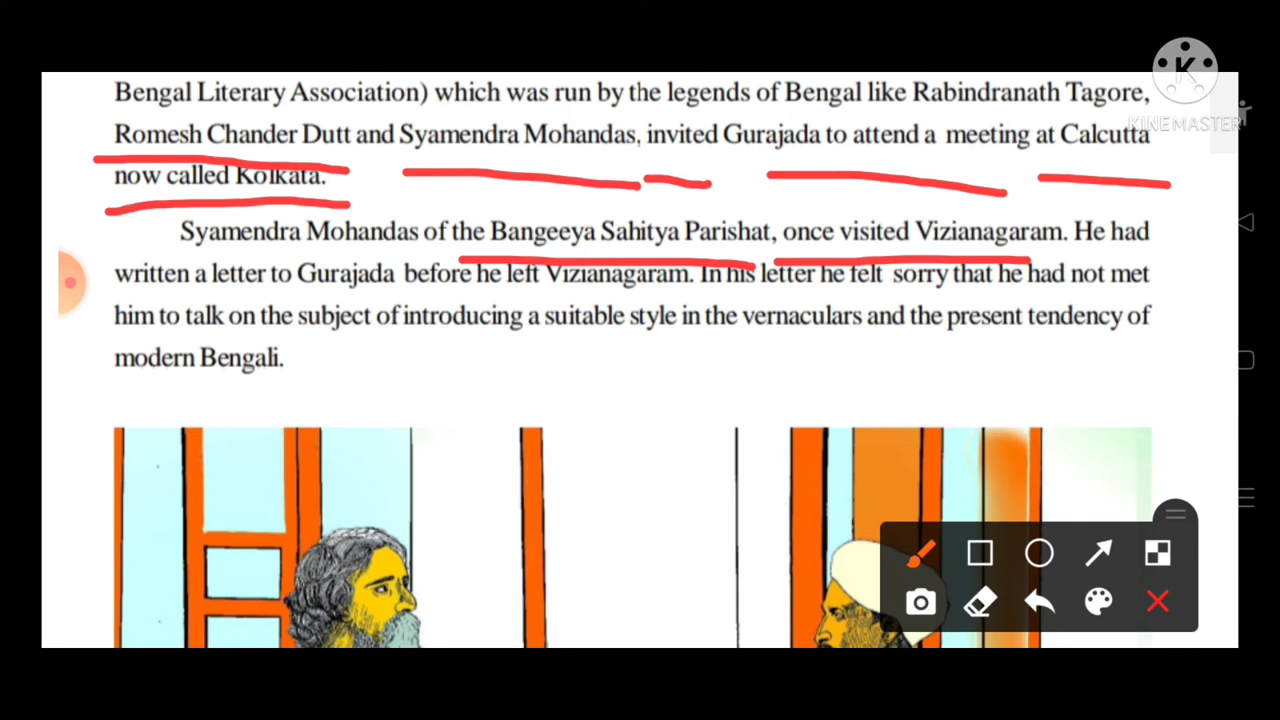 Bengal Literary Association) which was run by the legends of Bengal like Rabindranath Tagore,
Romesh Chander Dutt and Syamendra Mohandas, invited Gurajada to attend a meeting at Calcutta
now called Kolkata.
Syamendra Mohandas of the Bangeeya Sahitya Parishat, once visited Vizianagaram. He had
written a letter to Gurajada before he left Vizianagaram. In his letter he felt sorry that he had not met
him to talk on the subject of introducing a suitable style in the vernaculars and the present tendency of
modern Bengali.
K
KINEMASTER